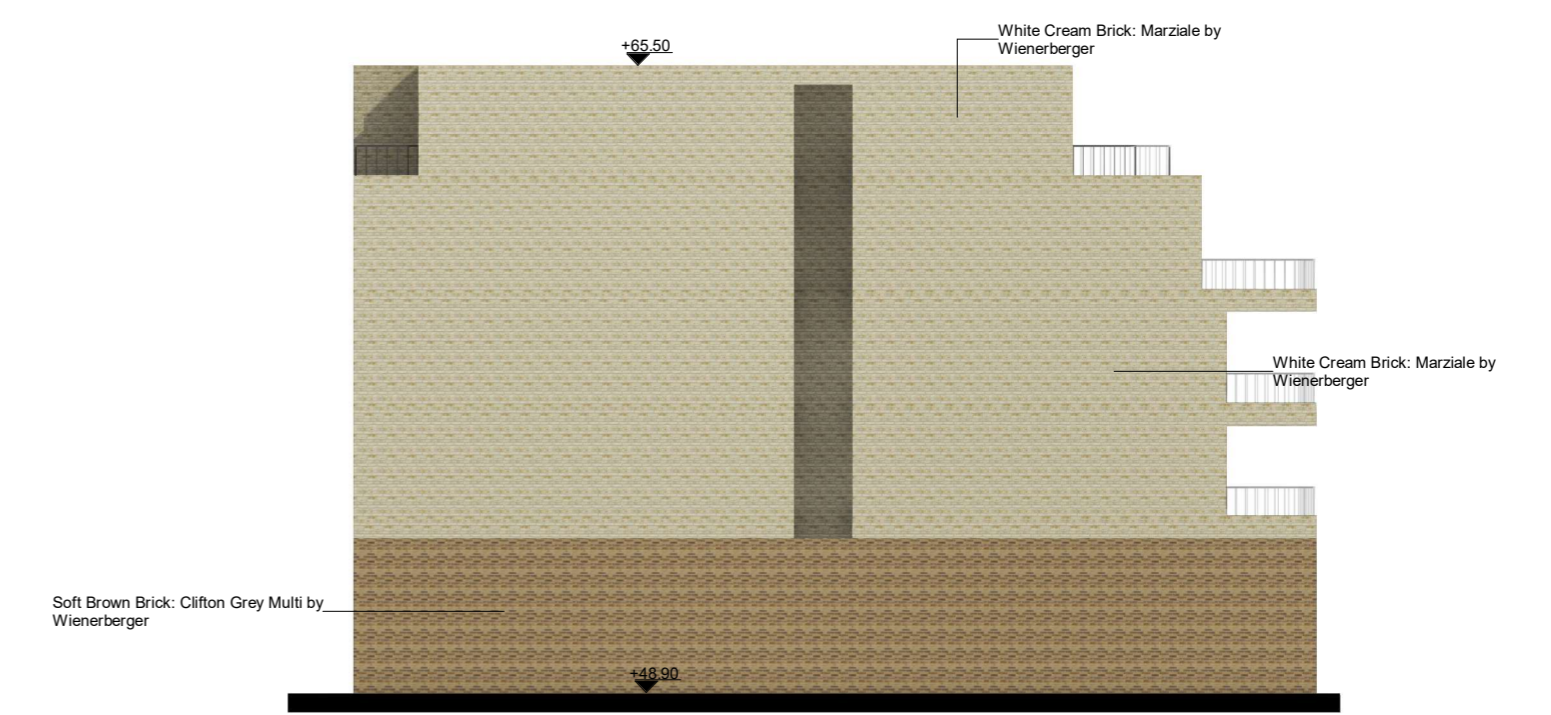 White Cream Brick: Marziale by
Wienerberger
+65.50
White Cream Brick: Marziale by
Wienerberger
Soft Brown Brick: Clifton Grey Multi by
Wienerberger
+48.90